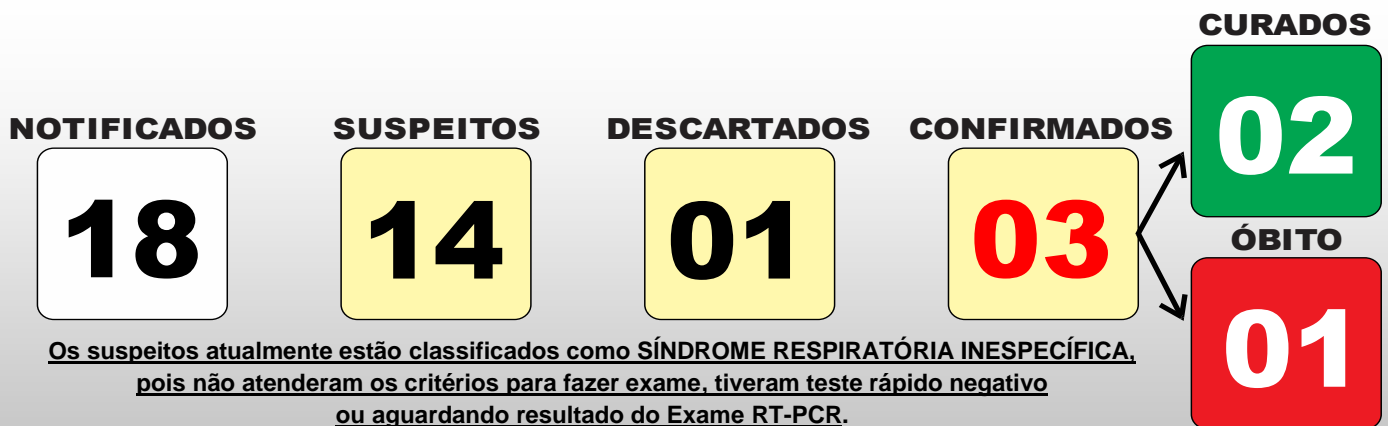 NOTIFICADOS
18
SUSPEITOS
14
DESCARTADOS
01
CONFIRMADOS
03
CURADOS
02
ÓBITO
01
Os suspeitos atualmente estão classificados como SÍNDROME RESPIRATÓRIA INESPECÍFICA,
pois não atenderam os critérios para fazer exame, tiveram teste rápido negativo
ou aguardando resultado do Exame RT-PCR.